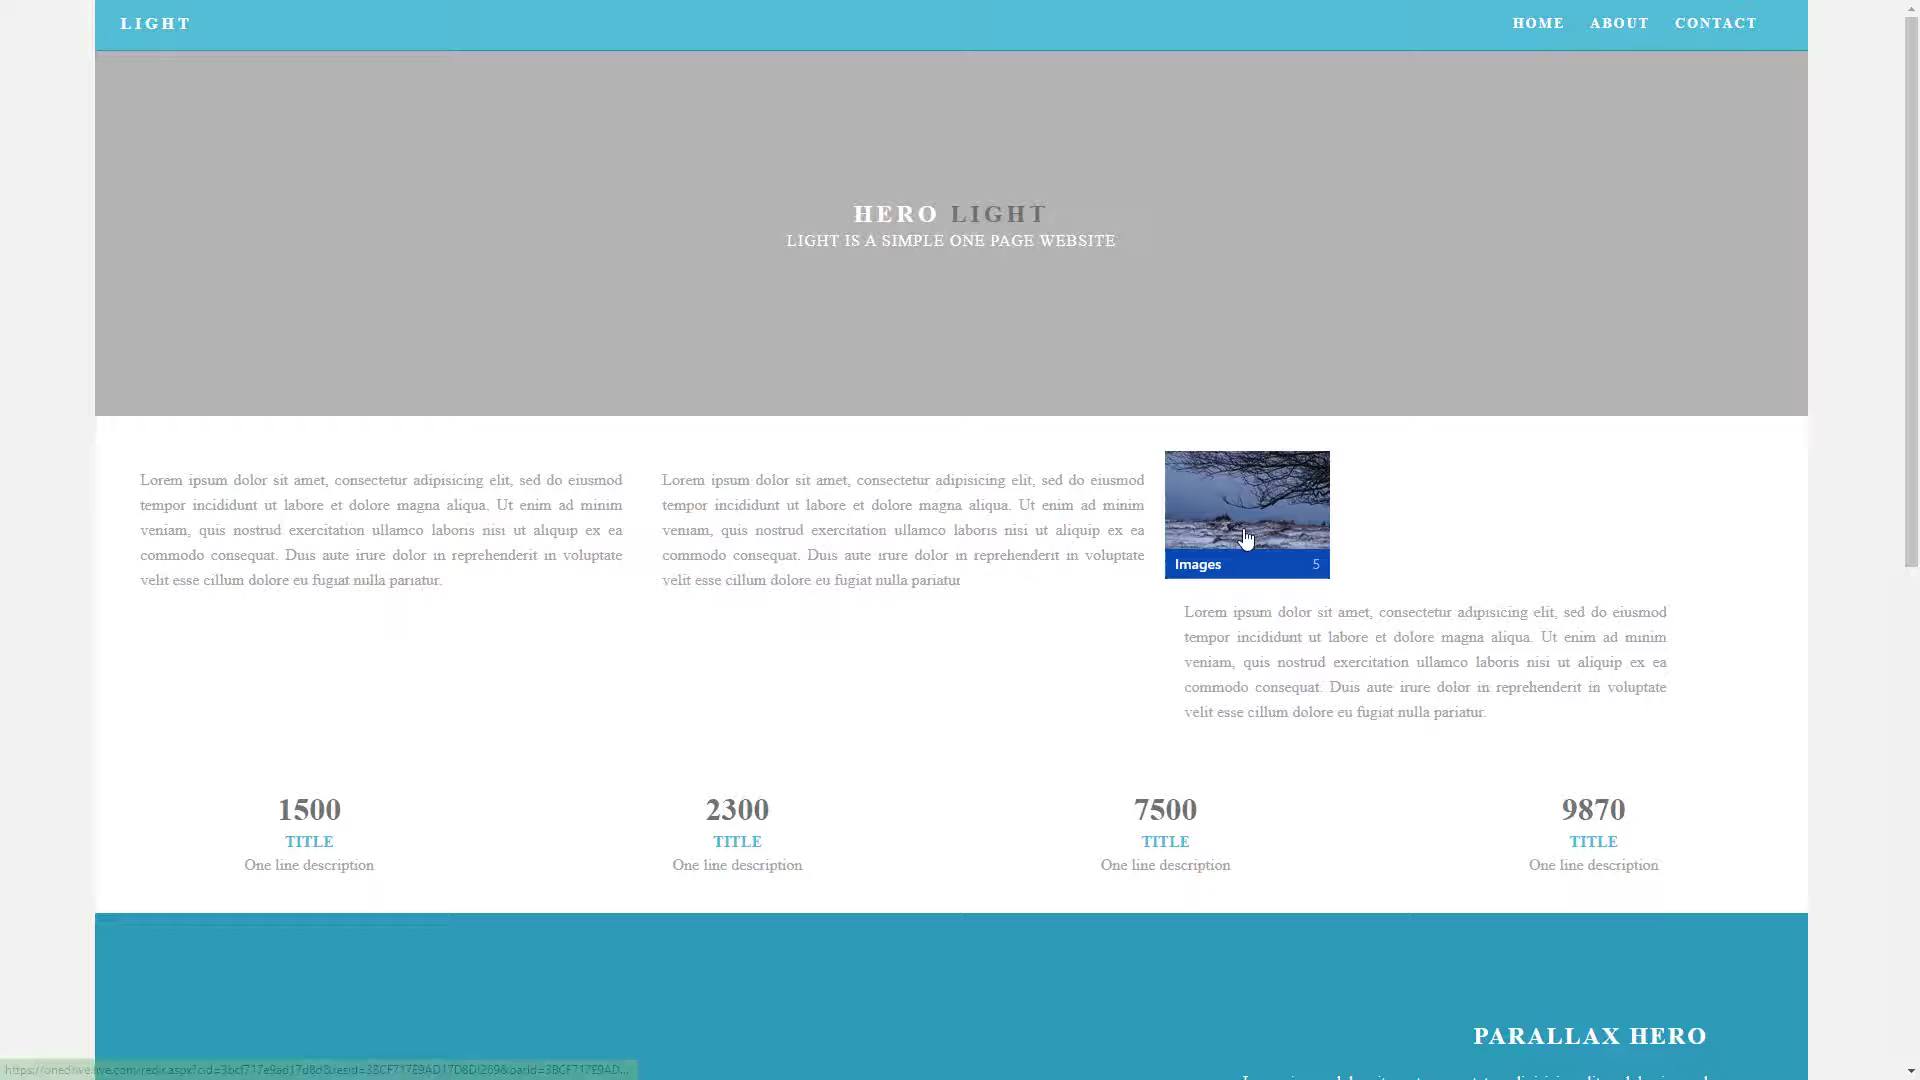 LIGHT
HOME ABOUT CONTACT
HERO LIGHT
LIGHT IS A SIMPLE ONE PAGE WEBSITE
Lorem ipsum dolor sit amet, consectetur adipisicing elit, sed do eiusmod
tempor incididunt ut labore et dolore magna aliqua. Ut enim ad minim
veniam, quis nostrud exercitation ullamco laboris nisi ut aliquip ex ea
commodo consequat. Duis aute irure dolor in reprehenderit in voluptate
velit esse cillum dolore eu fugiat nulla pariatur.
Lorem ipsum dolor sit amet, consectetur adipisicing elit, sed do eiusmod
tempor incididunt ut labore et dolore magna aliqua. Ut enim ad minim
veniam, quis nostrud exercitation ullamco laboris nisi ut aliquip ex ea
commodo consequat. Duis aute irure dolor in reprehenderit in voluptate
velit esse cillum dolore eu fugiat nulla pariatur
Images 5
Lorem ipsum dolor sit amet, consectetur adipisicing elit, sed do eiusmod
tempor incididunt ut labore et dolore magna aliqua. Ut enim ad minim
veniam, quis nostrud exercitation ullamco laboris nisi ut aliquip ex ea
commodo consequat. Duis aute irure dolor in reprehenderit in voluptate
velit esse cillum dolore eu fugiat nulla pariatur.
1500
TITLE
One line description
2300
TITLE
One line description
7500
TITLE
One line description
9870
TITLE
One line description
PARALLAX HERO